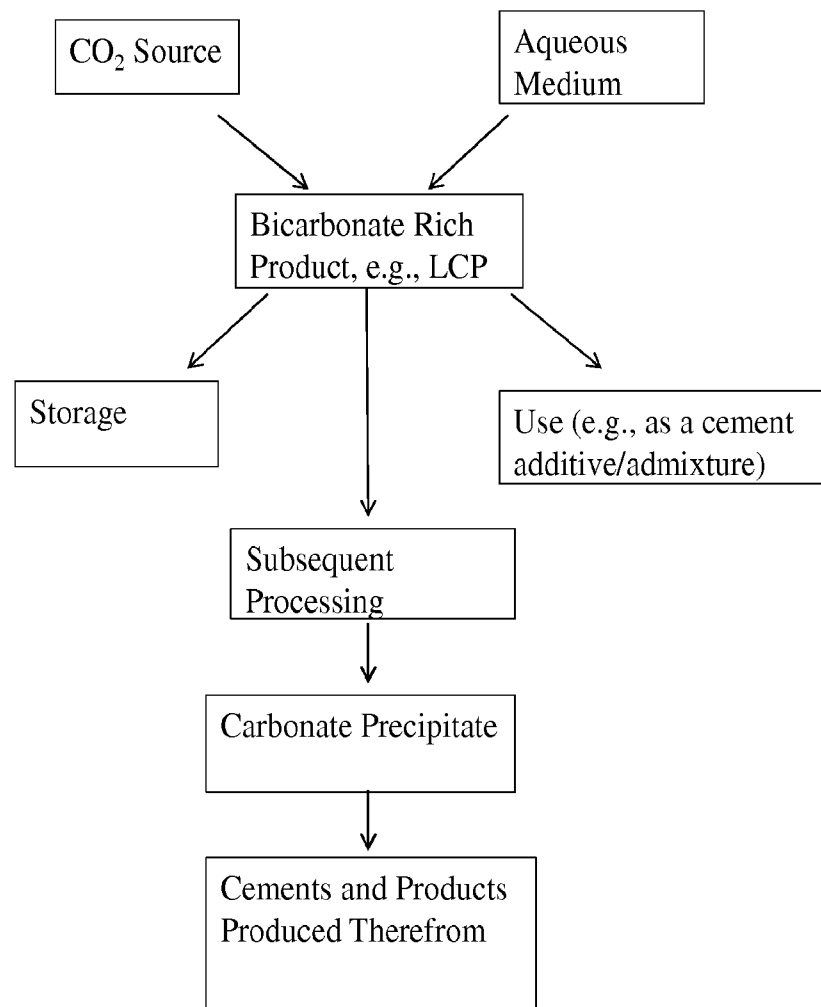 CO₂ Source
Aqueous
Medium
Bicarbonate Rich
Product, e.g., LCP
Storage
Use (e.g., as a cement
additive/admixture)
Subsequent
Processing
Carbonate Precipitate
Cements and Products
Produced Therefrom